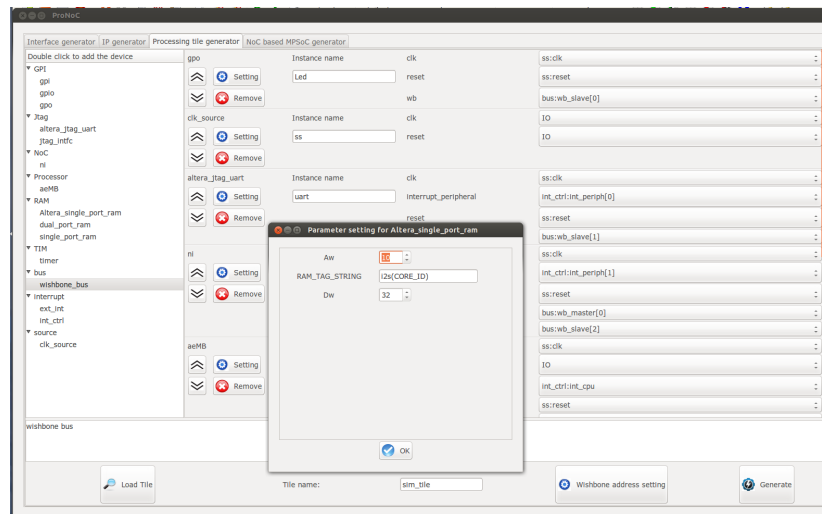 ProNoC
Interface generator IP generator Processing tile generator NoC based MPSoC generator
Double click to add the device
GPI
gpi
gpio
gpo
Jtag
altera_jtag_uart
jtag_intfc
NoC
ni
Processor
aeMB
RAM
Altera_single_port_ram
dual_port_ram
single_port_ram
TIM
timer
bus
wishbone_bus
interrupt
ext_int
int_ctrl
source
clk_source
gpo Instance name clk ss:clk
Setting Led reset ss:reset
Remove wb bus:wb_slave[0]
clk_source Instance name clk IO
Setting ss reset IO
Remove
altera_jtag_uart Instance name clk ss:clk
Setting uart interrupt_peripheral int_ctrl:int_periph[0]
Remove reset ss:reset
bus:wb_slave[1]
ni ss:clk
Setting int_ctrl:int_periph[1]
Remove ss:reset
bus:wb_master[0]
bus:wb_slave[2]
aeMB ss:clk
Setting IO
Remove int_ctrl:int_cpu
ss:reset
Parameter setting for Altera_single_port_ram
Aw 10
RAM_TAG_STRING i2s(CORE_ID)
Dw 32
OK
wishbone bus
Load Tile Tile name: sim_tile Wishbone address setting Generate